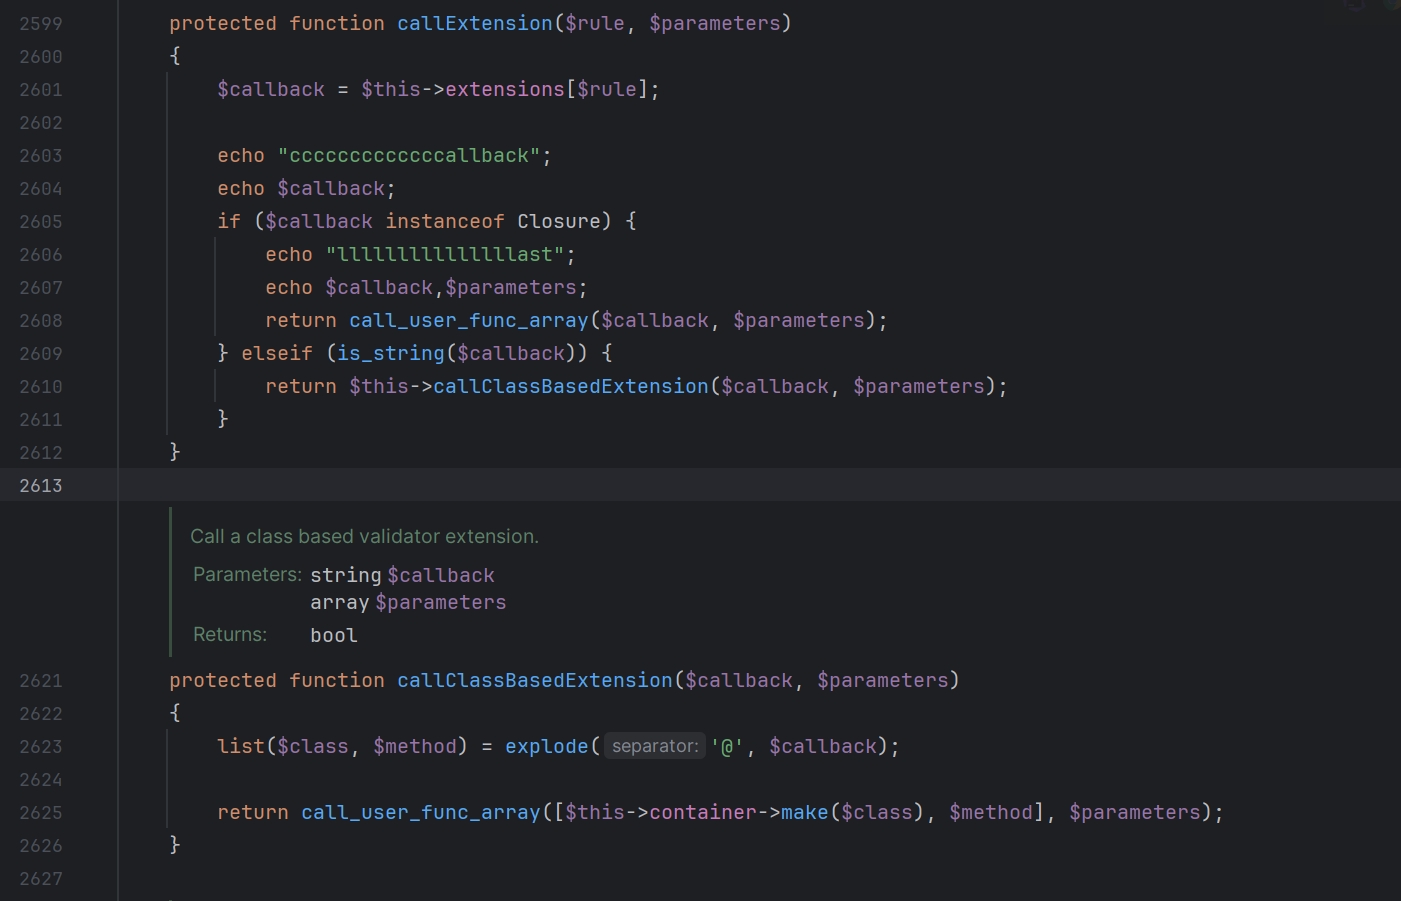 2599 protected function callExtension($rule, $parameters)
2600 {
2601 $callback = $this->extensions[$rule];
2602
2603 echo "cccccccccccccallback";
2604 echo $callback;
2605 if ($callback instanceof Closure) {
2606 echo "lllllllllllllllast";
2607 echo $callback,$parameters;
2608 return call_user_func_array($callback, $parameters);
2609 } elseif (is_string($callback)) {
2610 return $this->callClassBasedExtension($callback, $parameters);
2611 }
2612 }
2613
Call a class based validator extension.
Parameters: string $callback
array $parameters
Returns: bool
2621 protected function callClassBasedExtension($callback, $parameters)
2622 {
2623 list($class, $method) = explode( separator: '@', $callback);
2624
2625 return call_user_func_array([$this->container->make($class), $method], $parameters);
2626 }
2627